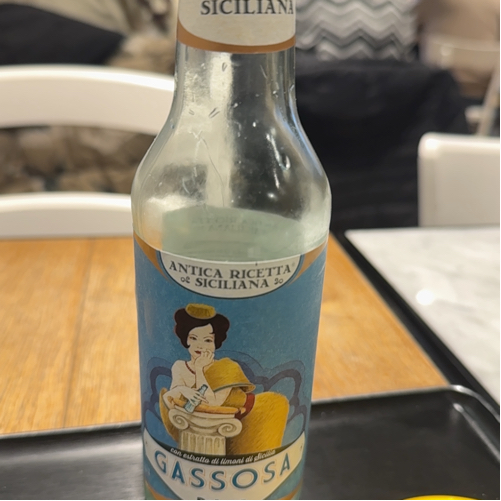 SICILIANA
ANTICA RICETTA
SICILIANA
con estratto di limoni di Sicilia
GASSOSA